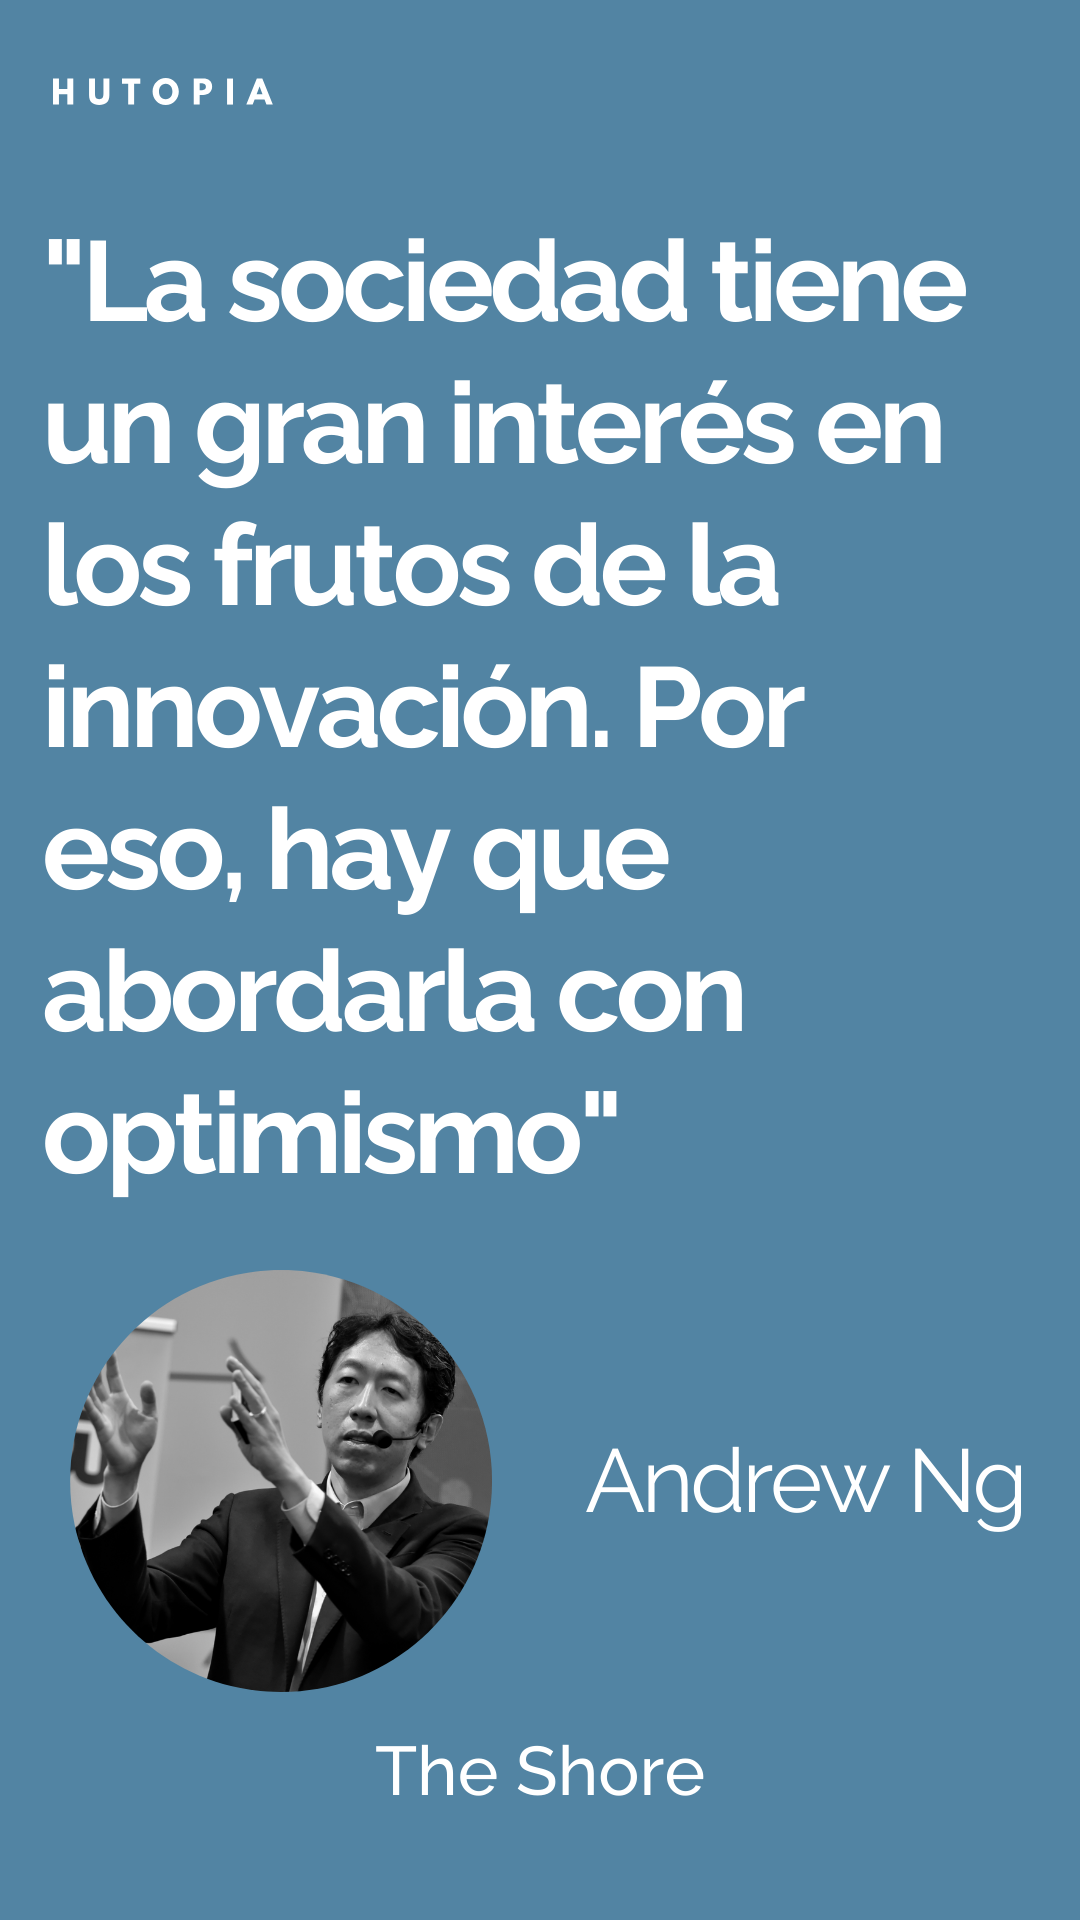 HUTOPIA
"La sociedad tiene
un gran interés en
los frutos de la
innovación. Por
eso, hay que
abordarla con
optimismo"
Andrew Ng
The Shore